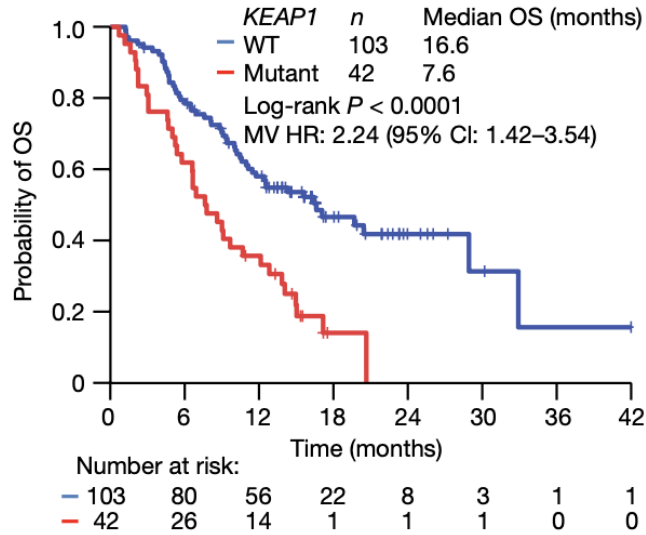 KEAP1 n Median OS (months)
WT 103 16.6
Mutant 42 7.6
Log-rank P < 0.0001
MV HR: 2.24 (95% CI: 1.42–3.54)
Probability of OS
1.0
0.8
0.6
0.4
0.2
0
0 6 12 18 24 30 36 42
Time (months)
Number at risk:
103 80 56 22 8 3 1 1
42 26 14 1 1 1 0 0